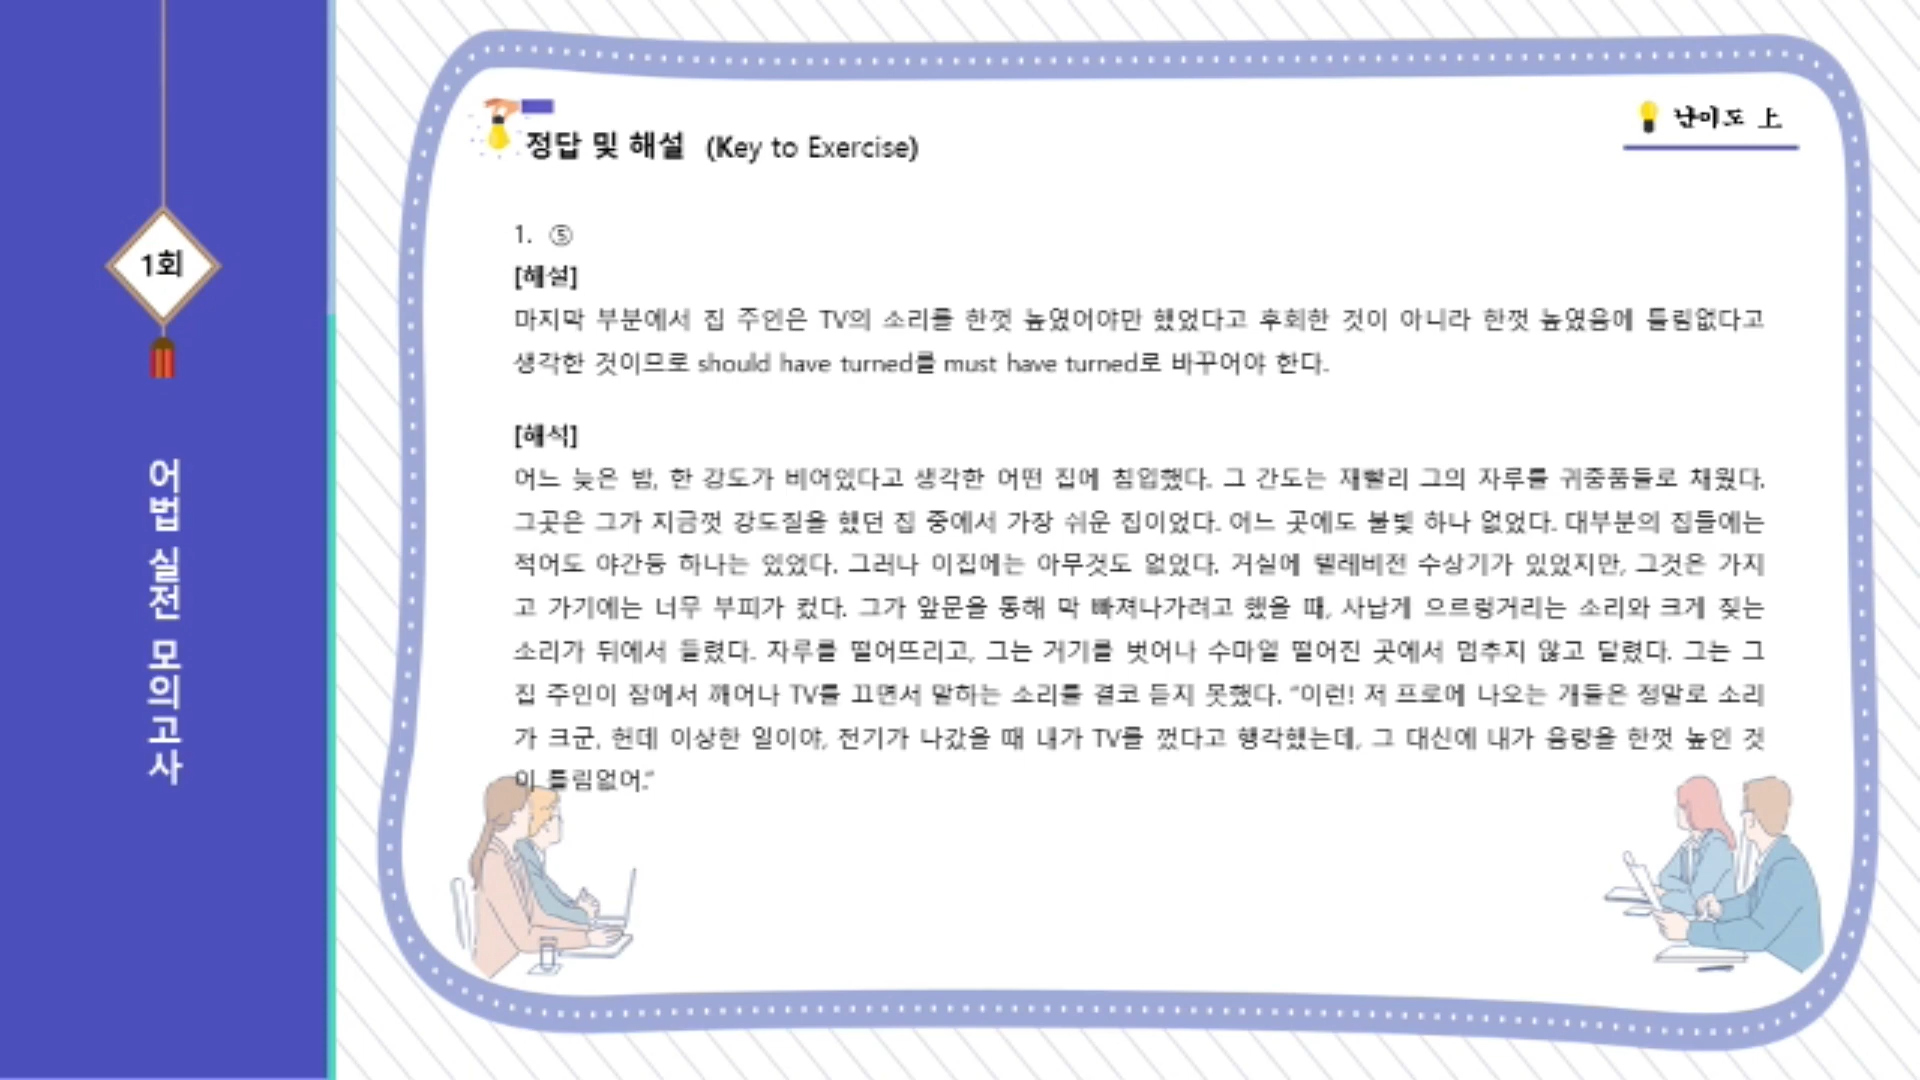 1회
어법 실전 모의고사
정답 및 해설 (Key to Exercise)
난이도 上
1. ⑤
[해설]
마지막 부분에서 집 주인은 TV의 소리를 한껏 높였어야만 했었다고 후회한 것이 아니라 한껏 높였음에 틀림없다고
생각한 것이므로 should have turned를 must have turned로 바꾸어야 한다.
[해석]
어느 늦은 밤, 한 강도가 비어있다고 생각한 어떤 집에 침입했다. 그 간도는 재빨리 그의 자루를 귀중품들로 채웠다.
그곳은 그가 지금껏 강도질을 했던 집 중에서 가장 쉬운 집이었다. 어느 곳에도 불빛 하나 없었다. 대부분의 집들에는
적어도 야간등 하나는 있었다. 그러나 이집에는 아무것도 없었다. 거실에 텔레비전 수상기가 있었지만, 그것은 가지
고 가기에는 너무 부피가 컸다. 그가 앞문을 통해 막 빠져나가려고 했을 때, 사납게 으르렁거리는 소리와 크게 짖는
소리가 뒤에서 들렸다. 자루를 떨어뜨리고, 그는 거기를 벗어나 수마일 떨어진 곳에서 멈추지 않고 달렸다. 그는 그
집 주인이 잠에서 깨어나 TV를 끄면서 말하는 소리를 결코 듣지 못했다. "이런! 저 프로에 나오는 개들은 정말로 소리
가 크군, 헌데 이상한 일이야, 전기가 나갔을 때 내가 TV를 껐다고 행각했는데, 그 대신에 내가 음량을 한껏 높인 것
이 틀림없어."